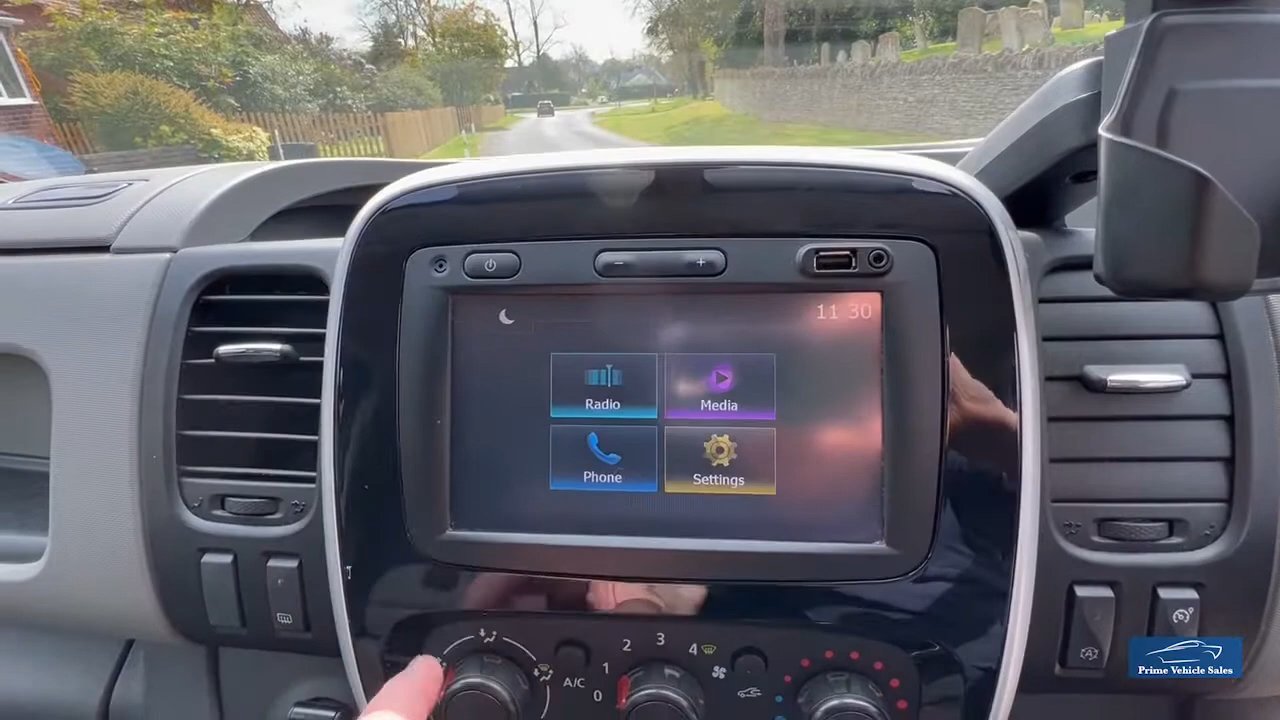 11 30
Radio
Media
Phone
Settings
0
1
2
3
4
A/C
Prime Vehicle Sales